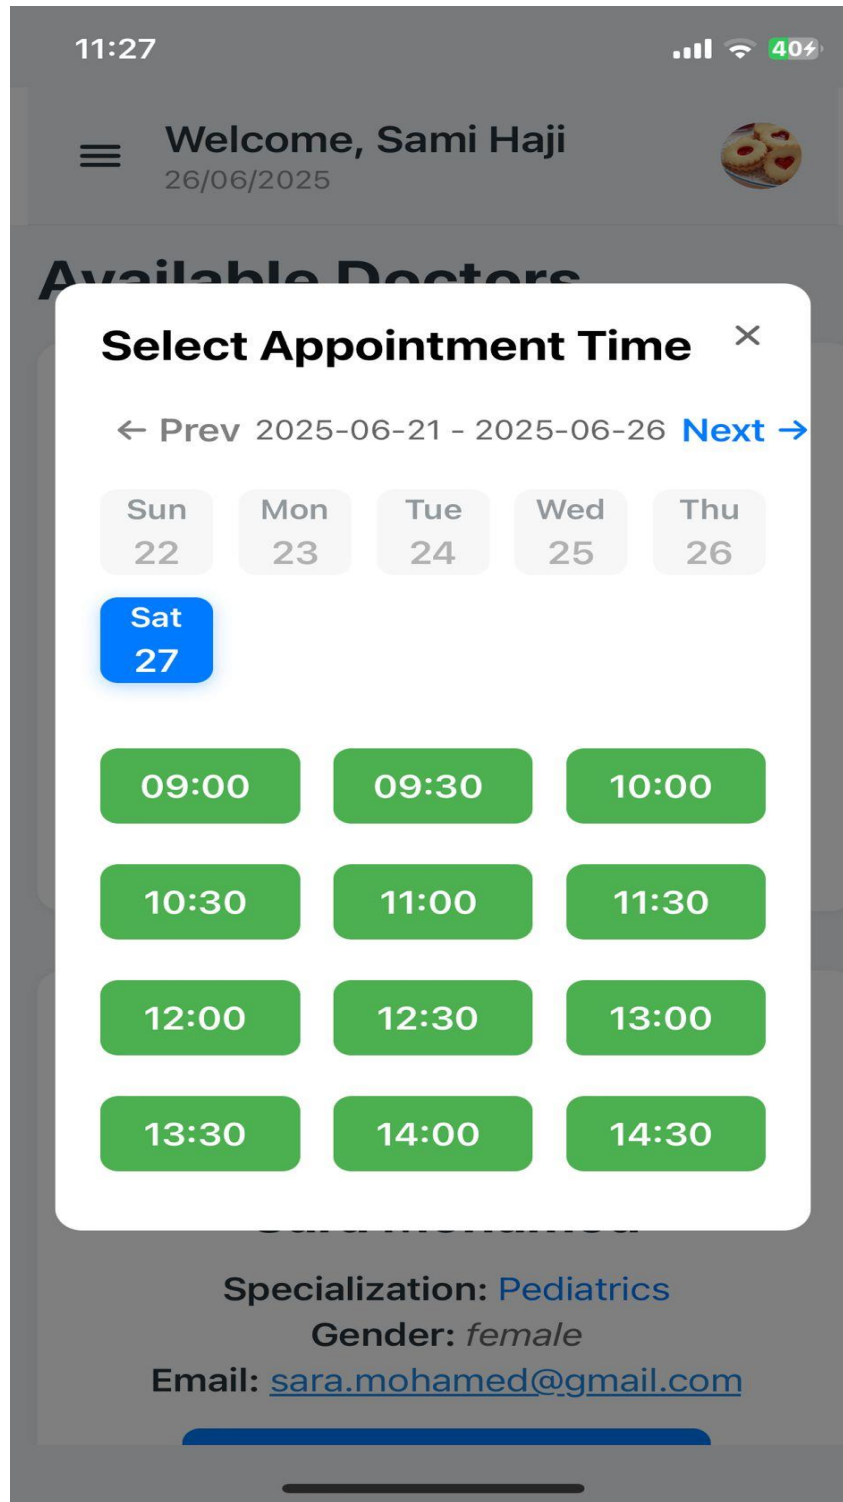 11:27 40
Welcome, Sami Haji
26/06/2025
Available Doctors
Select Appointment Time ×
← Prev 2025-06-21 - 2025-06-26 Next →
Sun Mon Tue Wed Thu
22 23 24 25 26
Sat
27
09:00 09:30 10:00
10:30 11:00 11:30
12:00 12:30 13:00
13:30 14:00 14:30
Sara Mohamed
Specialization: Pediatrics
Gender: female
Email: sara.mohamed@gmail.com